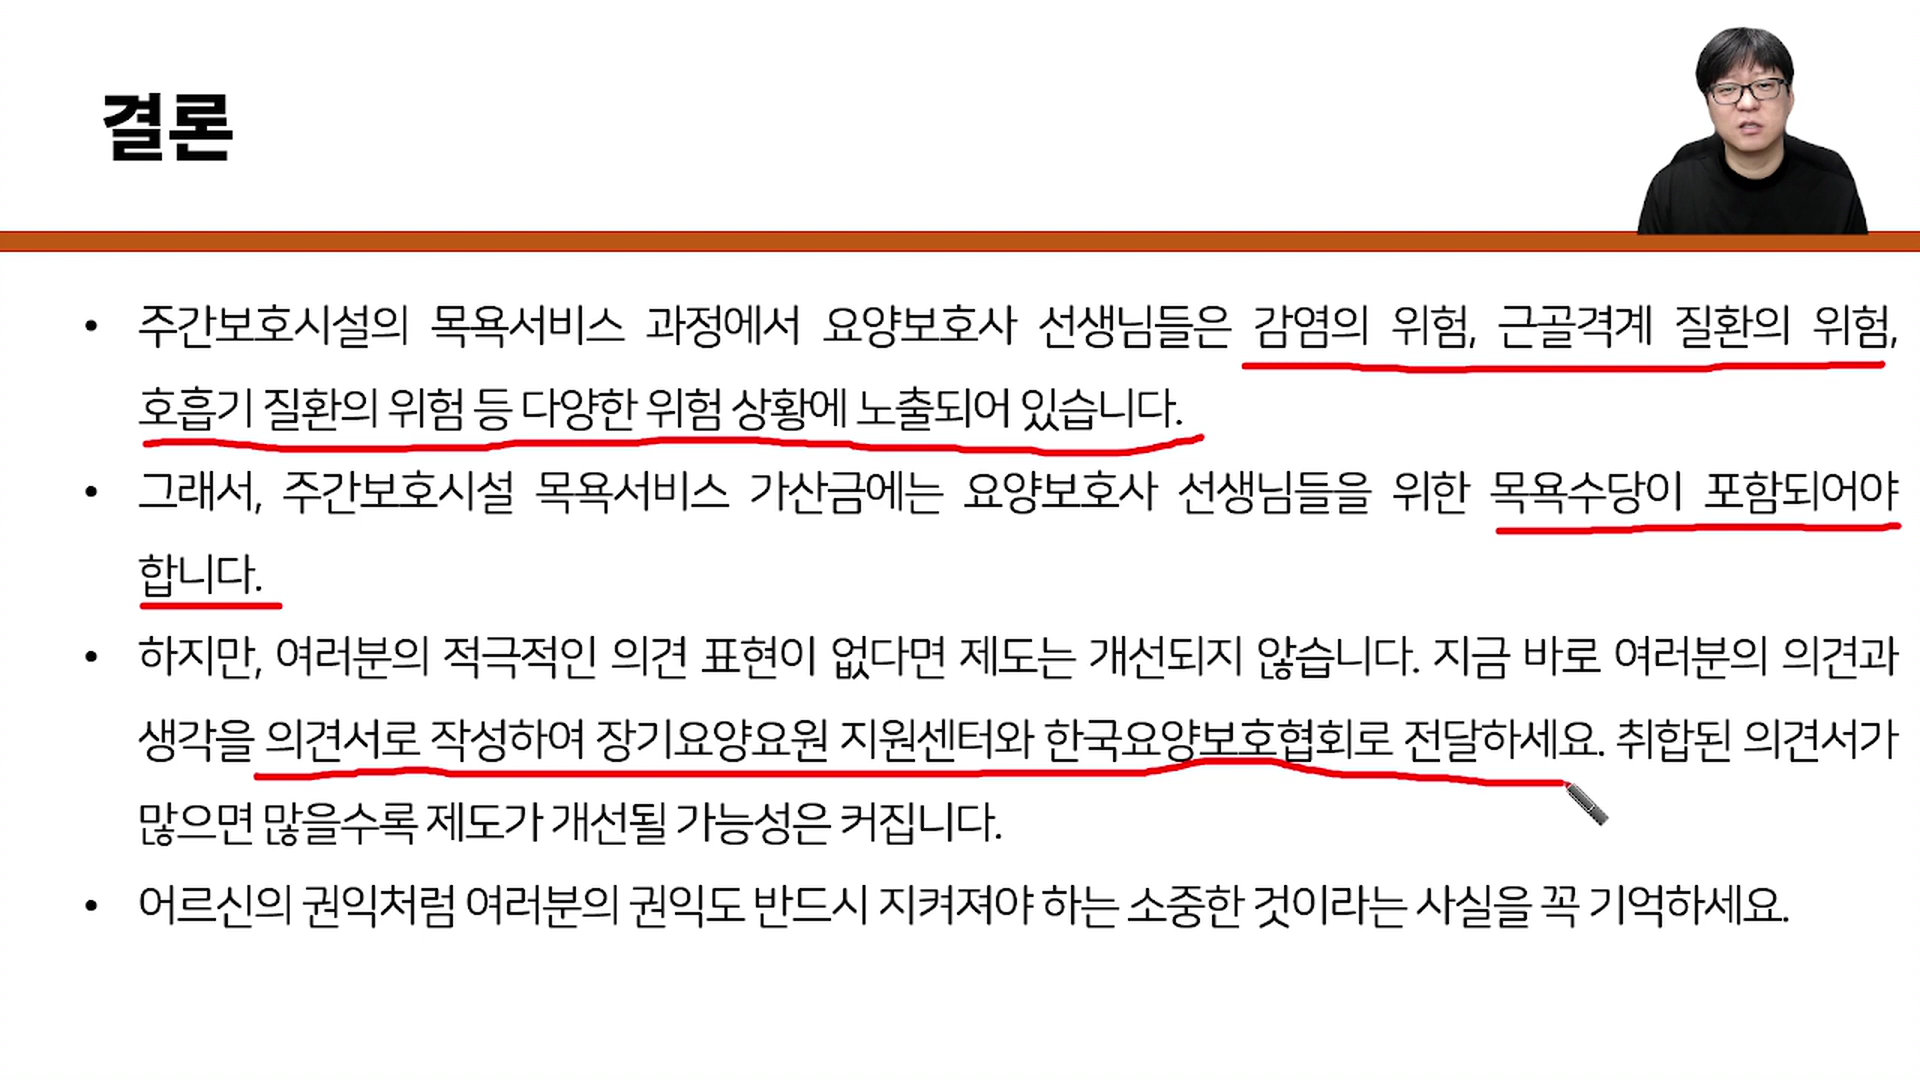 결론
• 주간보호시설의 목욕서비스 과정에서 요양보호사 선생님들은 감염의 위험, 근골격계 질환의 위험,
호흡기 질환의 위험 등 다양한 위험 상황에 노출되어 있습니다.
• 그래서, 주간보호시설 목욕서비스 가산금에는 요양보호사 선생님들을 위한 목욕수당이 포함되어야
합니다.
• 하지만, 여러분의 적극적인 의견 표현이 없다면 제도는 개선되지 않습니다. 지금 바로 여러분의 의견과
생각을 의견서로 작성하여 장기요양요원 지원센터와 한국요양보호협회로 전달하세요. 취합된 의견서가
많으면 많을수록 제도가 개선될 가능성은 커집니다.
• 어르신의 권익처럼 여러분의 권익도 반드시 지켜져야 하는 소중한 것이라는 사실을 꼭 기억하세요.